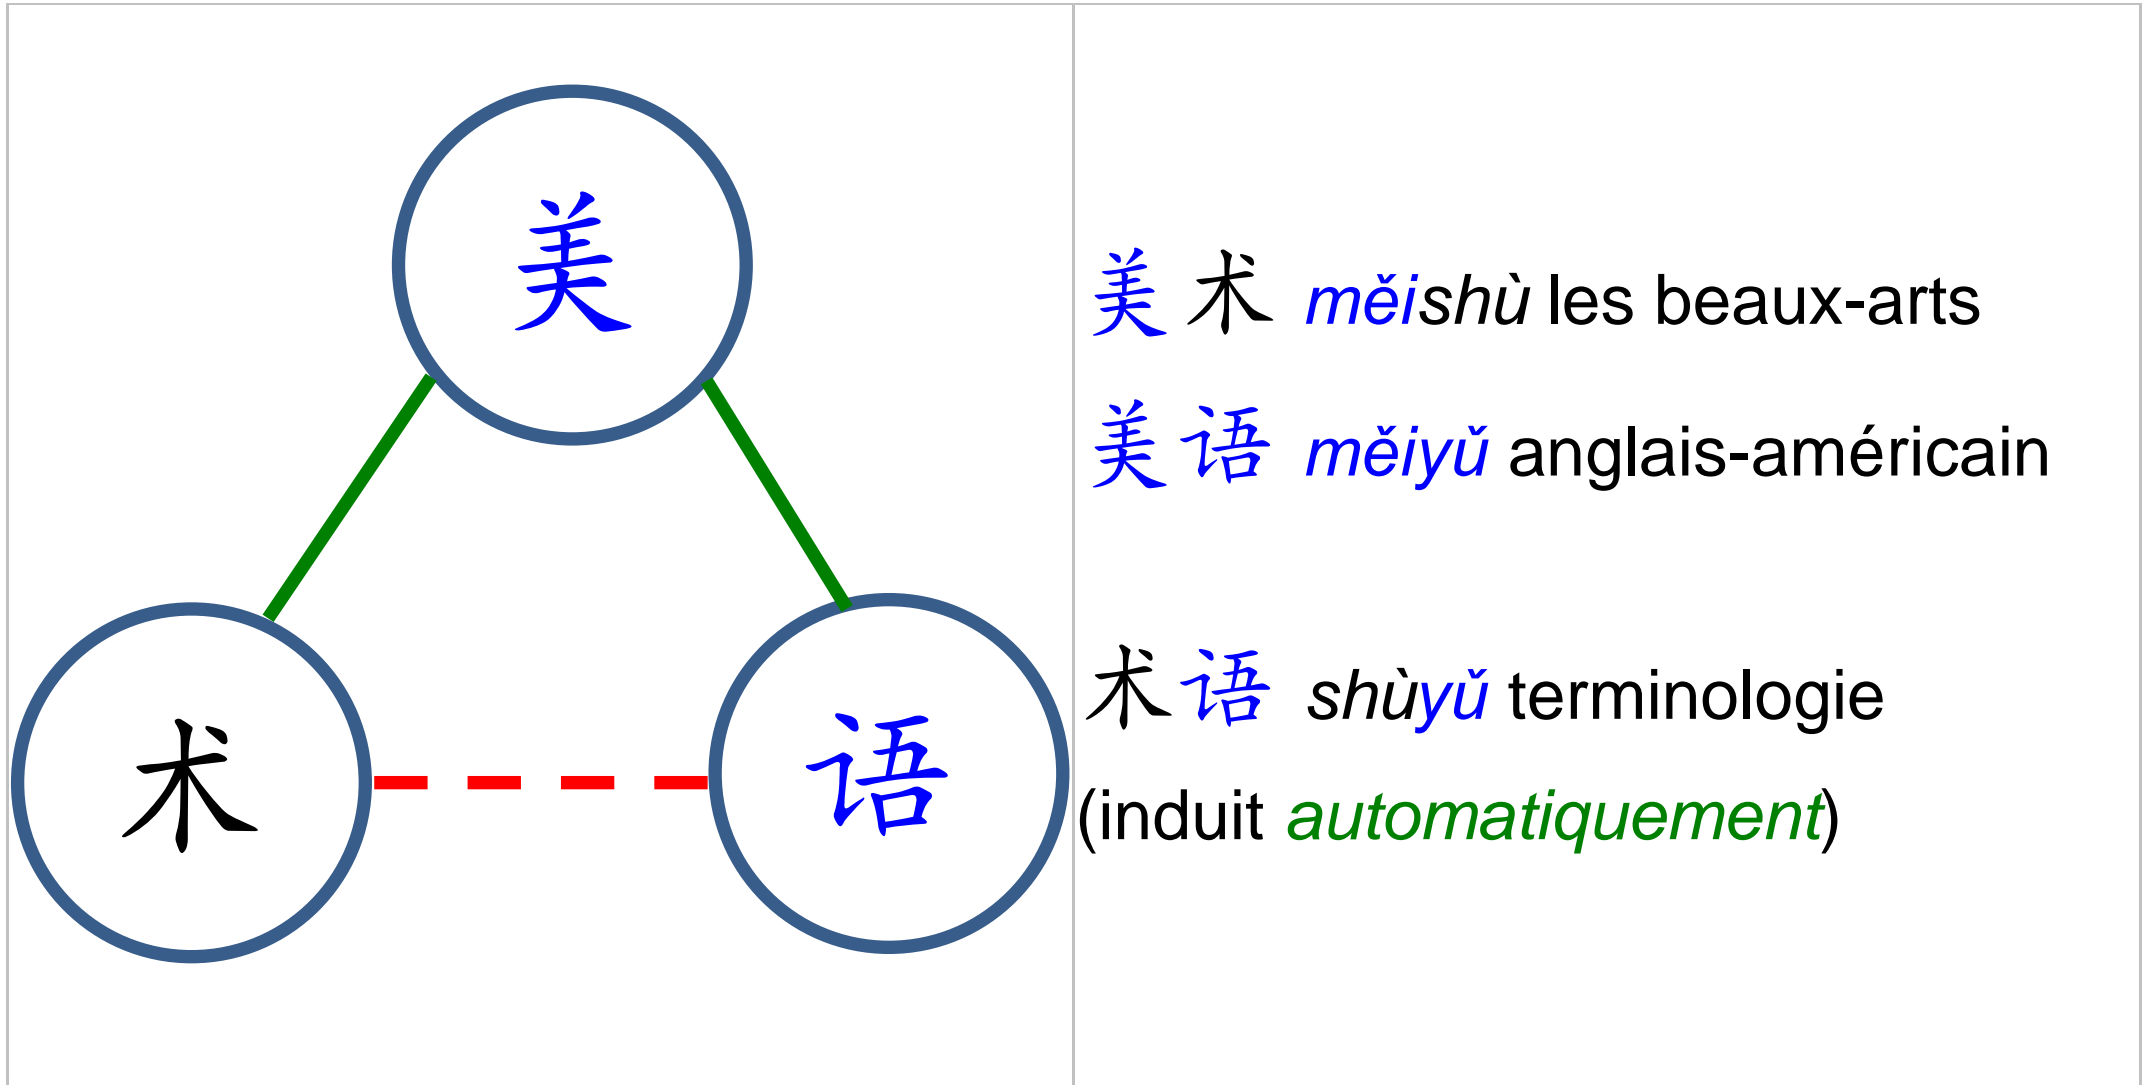 美
术
语
美术 měishù les beaux-arts
美语 měiyǔ anglais-américain
术语 shùyǔ terminologie
(induit automatiquement)